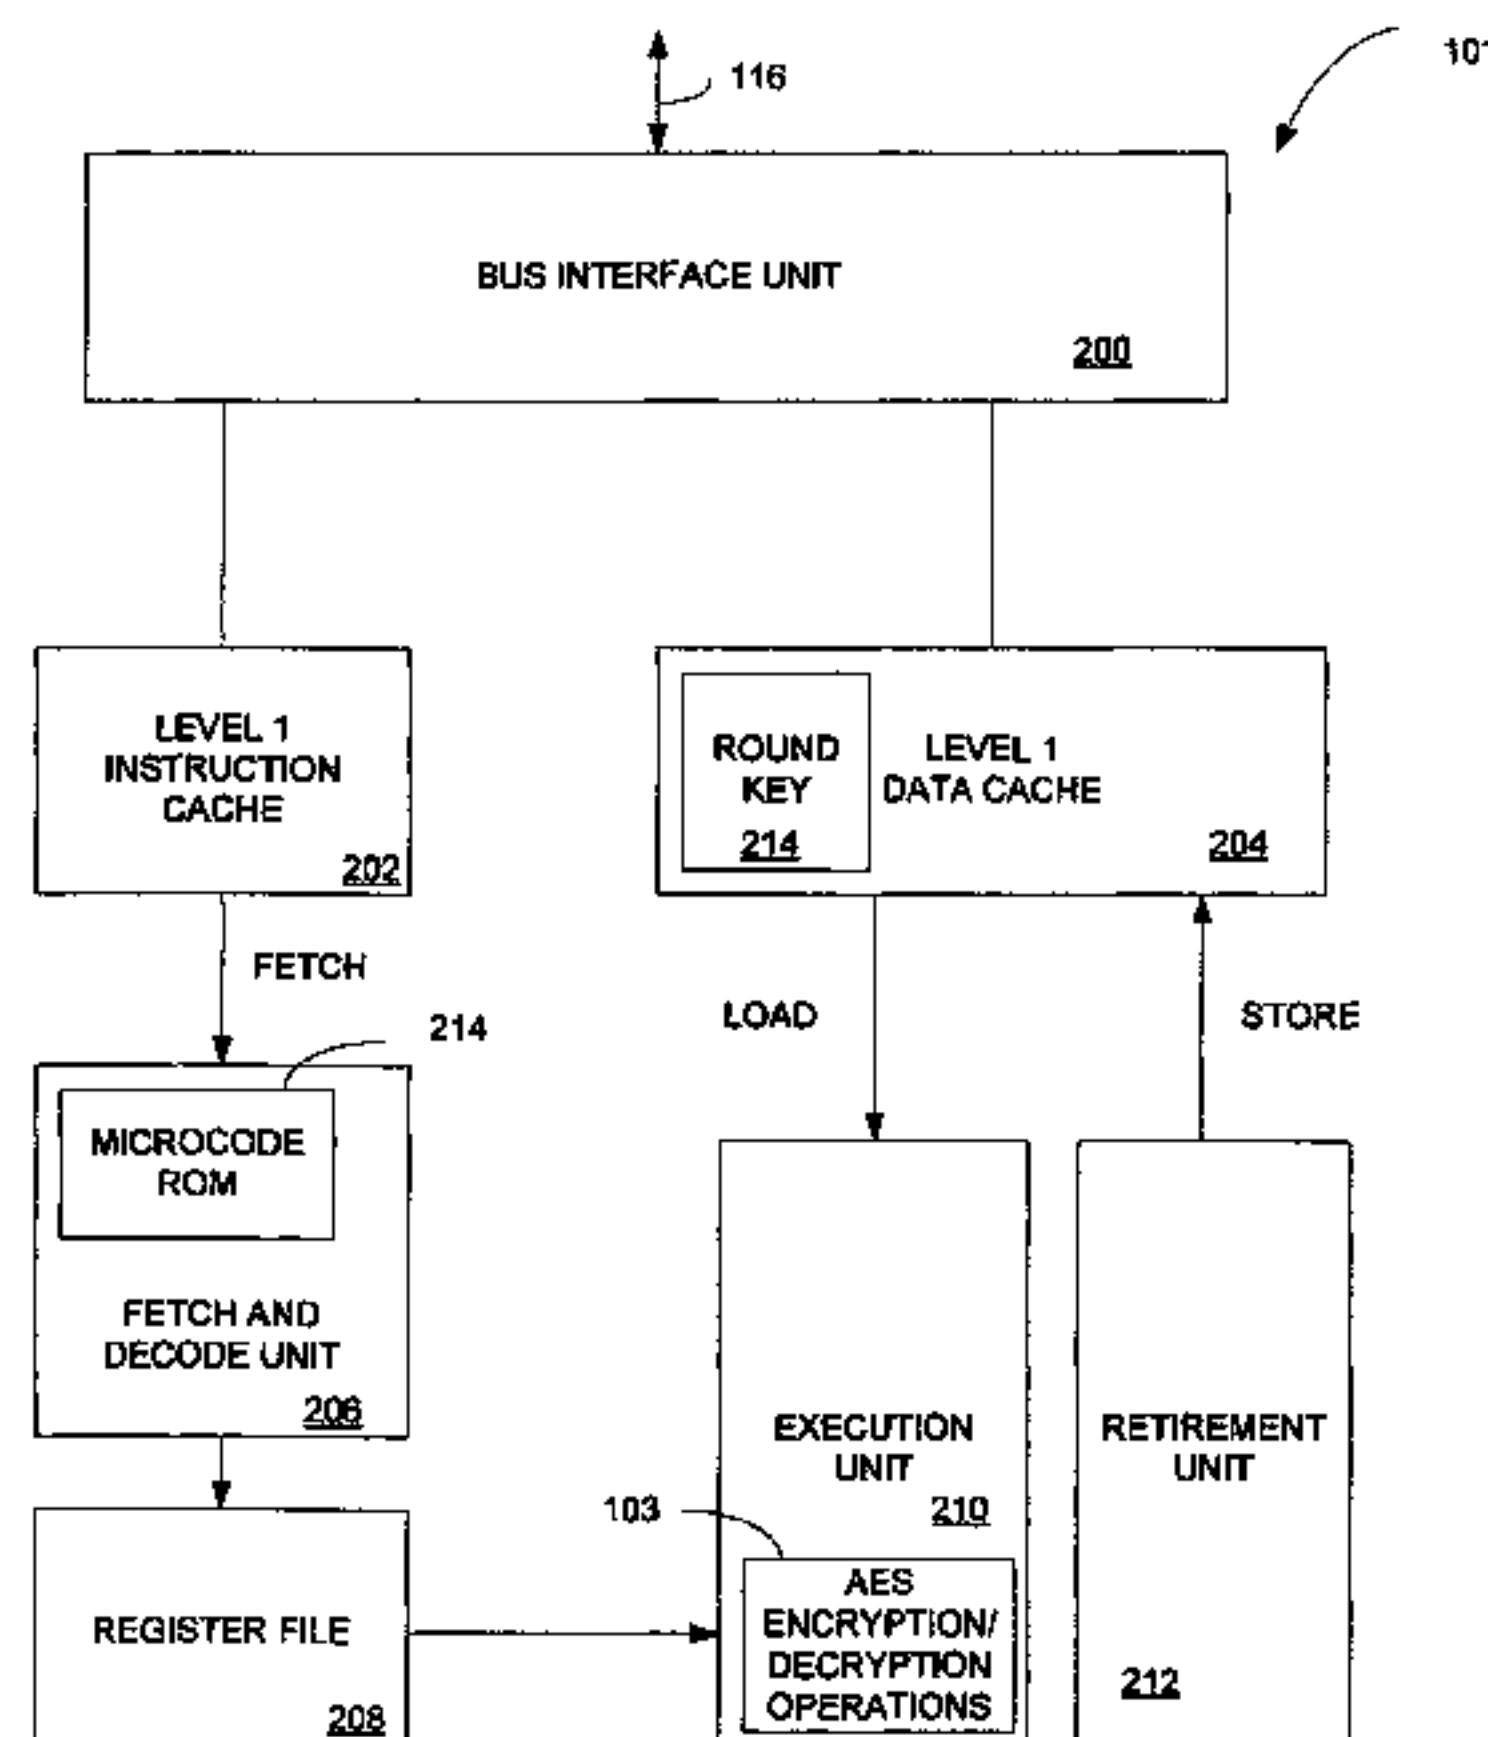 116
101
BUS INTERFACE UNIT
200
LEVEL 1
INSTRUCTION
CACHE
202
ROUND
KEY
214
LEVEL 1
DATA CACHE
204
FETCH
LOAD
STORE
214
MICROCODE
ROM
FETCH AND
DECODE UNIT
206
EXECUTION
UNIT
210
RETIREMENT
UNIT
212
103
AES
ENCRYPTION/
DECRYPTION
OPERATIONS
REGISTER FILE
208